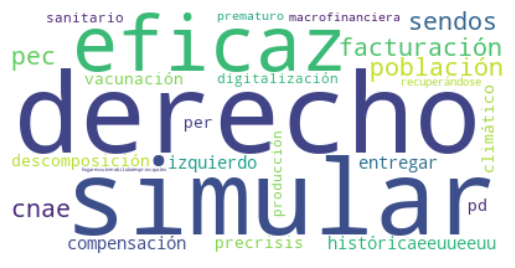 sanitario prematuro macrofinanciera sendos
eficaz
pec facturación
población
vacunación digitalización recuperándose
derecho
per climático
descomposición izquierdo producción entregar
simular
cnae pd
compensación precrisis históricaeeuueeuu